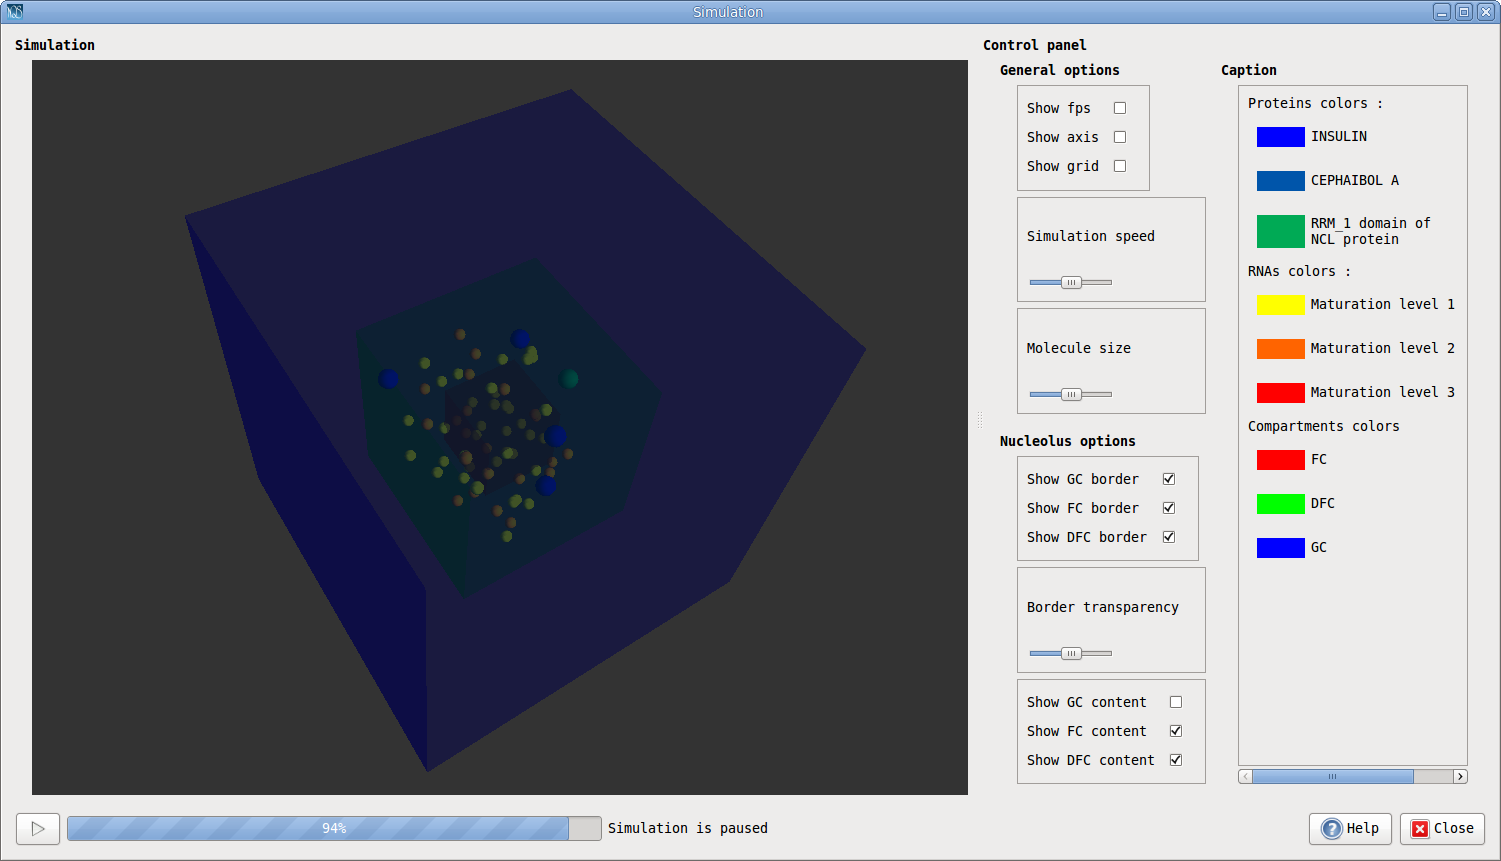 Simulation
Simulation
Control panel
General options
Show fps
Show axis
Show grid
Simulation speed
Molecule size
Nucleolus options
Show GC border
Show FC border
Show DFC border
Border transparency
Show GC content
Show FC content
Show DFC content
Caption
Proteins colors :
INSULIN
CEPHAIBOL A
RRM_1 domain of
NCL protein
RNAs colors :
Maturation level 1
Maturation level 2
Maturation level 3
Compartments colors
FC
DFC
GC
94%
Simulation is paused
Help
Close